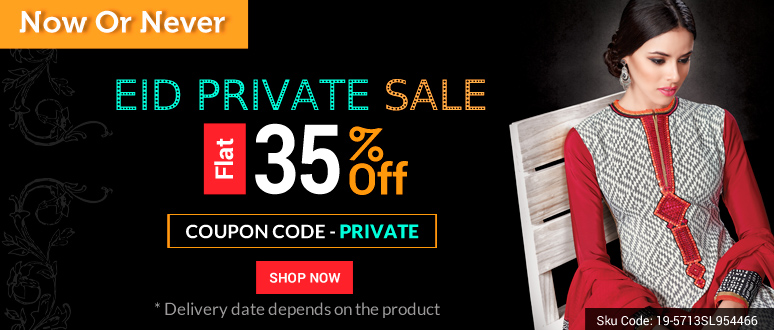 Now Or Never
EID PRIVATE SALE
Flat 35% Off
COUPON CODE - PRIVATE
SHOP NOW
* Delivery date depends on the product
Sku Code: 19-5713SL954466